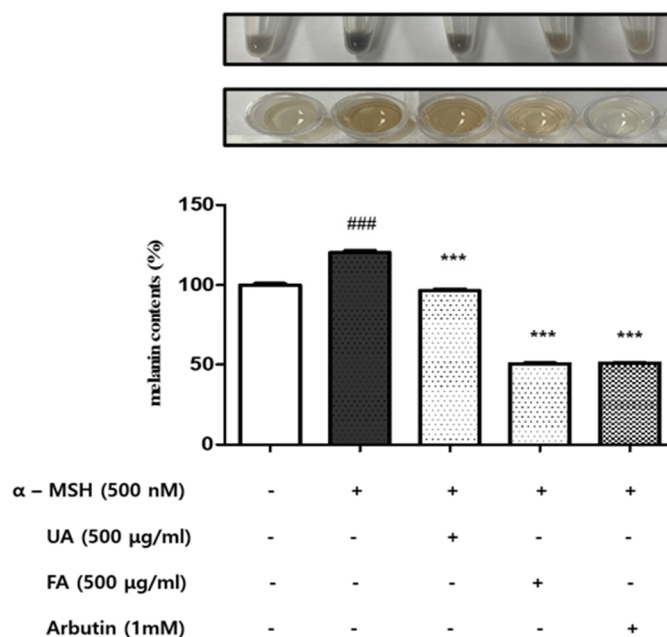 150
###
***
100
*** ***
50
0
melanin contents (%)
α – MSH (500 nM) - + + + +
UA (500 μg/ml) - - + - -
FA (500 μg/ml) - - - + -
Arbutin (1mM) - - - - +